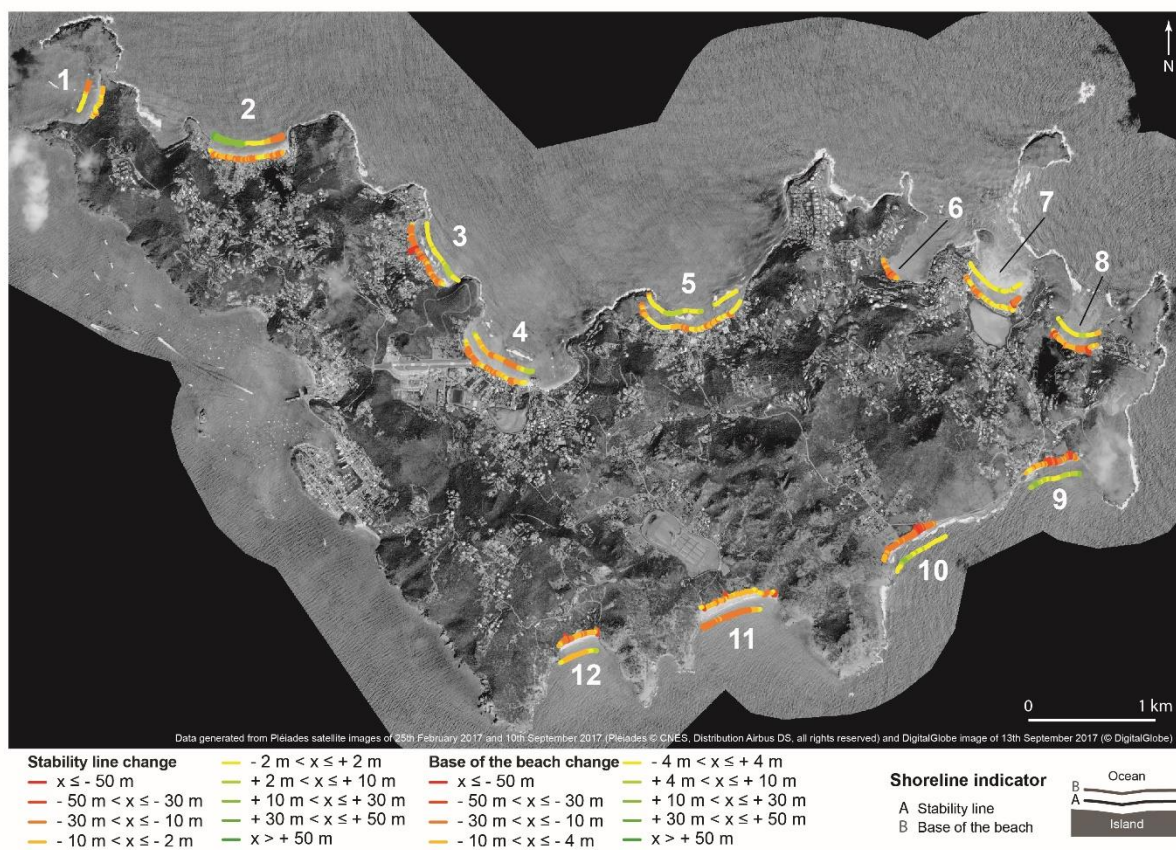 N
1
2
3
4
5
6
7
8
9
10
11
12
0 1 km
Data generated from Pléiades satellite images of 25th February 2017 and 10th September 2017 (Pleiades © CNES, Distribution Airbus DS, all rights reserved) and DigitalGlobe image of 13th September 2017 (© DigitalGlobe)
Stability line change
x ≤ - 50 m
- 50 m < x ≤ - 30 m
- 30 m < x ≤ - 10 m
- 10 m < x ≤ - 2 m
- 2 m < x ≤ + 2 m
+ 2 m < x ≤ + 10 m
+ 10 m < x ≤ + 30 m
+ 30 m < x ≤ + 50 m
x > + 50 m
Base of the beach change
x ≤ - 50 m
- 50 m < x ≤ - 30 m
- 30 m < x ≤ - 10 m
- 10 m < x ≤ - 4 m
- 4 m < x ≤ + 4 m
+ 4 m < x ≤ + 10 m
+ 10 m < x ≤ + 30 m
+ 30 m < x ≤ + 50 m
x > + 50 m
Shoreline indicator
A Stability line
B Base of the beach
Ocean
B
A
Island